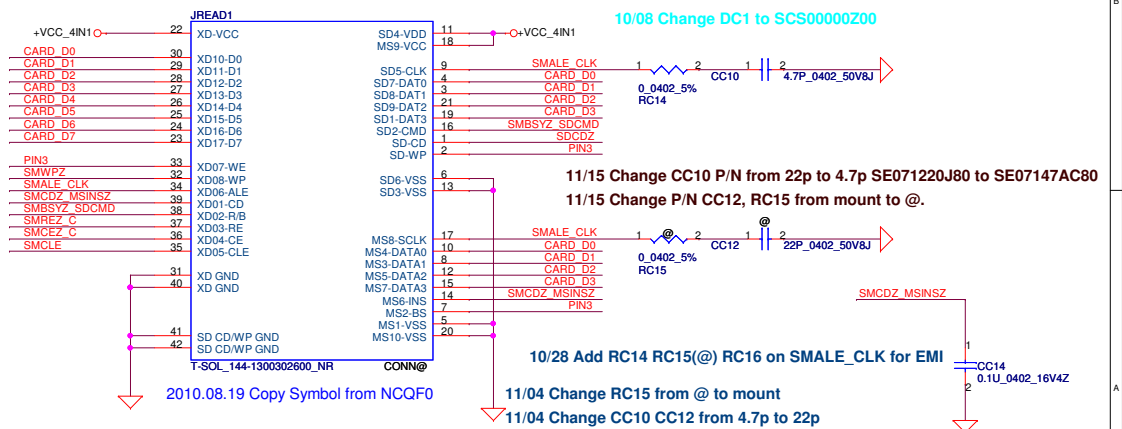 JREAD1
10/08 Change DC1 to SCS00000Z00
+VCC_4IN1 22 XD-VCC
SD4-VDD 11 +VCC_4IN1
MS9-VCC 18
CARD_D0 30 XD10-D0
CARD_D1 29 XD11-D1
CARD_D2 28 XD12-D2
CARD_D3 27 XD13-D3
CARD_D4 26 XD14-D4
CARD_D5 25 XD15-D5
CARD_D6 24 XD16-D6
CARD_D7 23 XD17-D7
SD5-CLK 9 SMALE_CLK 1 2 CC10 1 2 4.7P_0402_50V8J
SD7-DAT0 4 CARD_D0 0_0402_5%
SD8-DAT1 3 CARD_D1 RC14
SD9-DAT2 21 CARD_D2
SD1-DAT3 19 CARD_D3
SD2-CMD 16 SMBSYZ_SDCMD
SD-CD 1 SDCDZ
SD-WP 2 PIN3
PIN3 33 XD07-WE
SMWPZ 32 XD08-WP
SMALE_CLK 34 XD06-ALE
SMCDZ_MSINSZ 39 XD01-CD
SMBSYZ_SDCMD 38 XD02-R/B
SMREZ_C 37 XD03-RE
SMCEZ_C 36 XD04-CE
SMCLE 35 XD05-CLE
SD6-VSS 6
SD3-VSS 13
11/15 Change CC10 P/N from 22p to 4.7p SE071220J80 to SE07147AC80
11/15 Change P/N CC12, RC15 from mount to @.
MS8-SCLK 17 SMALE_CLK 1 @ 2 CC12 1 @ 2 22P_0402_50V8J
MS4-DATA0 10 CARD_D0 0_0402_5%
MS3-DATA1 8 CARD_D1 RC15
MS5-DATA2 12 CARD_D2
MS7-DATA3 15 CARD_D3
MS6-INS 14 SMCDZ_MSINSZ
MS2-BS 7 PIN3
MS1-VSS 5
MS10-VSS 20
31 XD GND
40 XD GND
41 SD CD/WP GND
42 SD CD/WP GND
SMCDZ_MSINSZ
1
CC14
0.1U_0402_16V4Z
2
T-SOL_144-1300302600_NR CONN@
10/28 Add RC14 RC15(@) RC16 on SMALE_CLK for EMI
2010.08.19 Copy Symbol from NCQF0
11/04 Change RC15 from @ to mount
11/04 Change CC10 CC12 from 4.7p to 22p
B
A